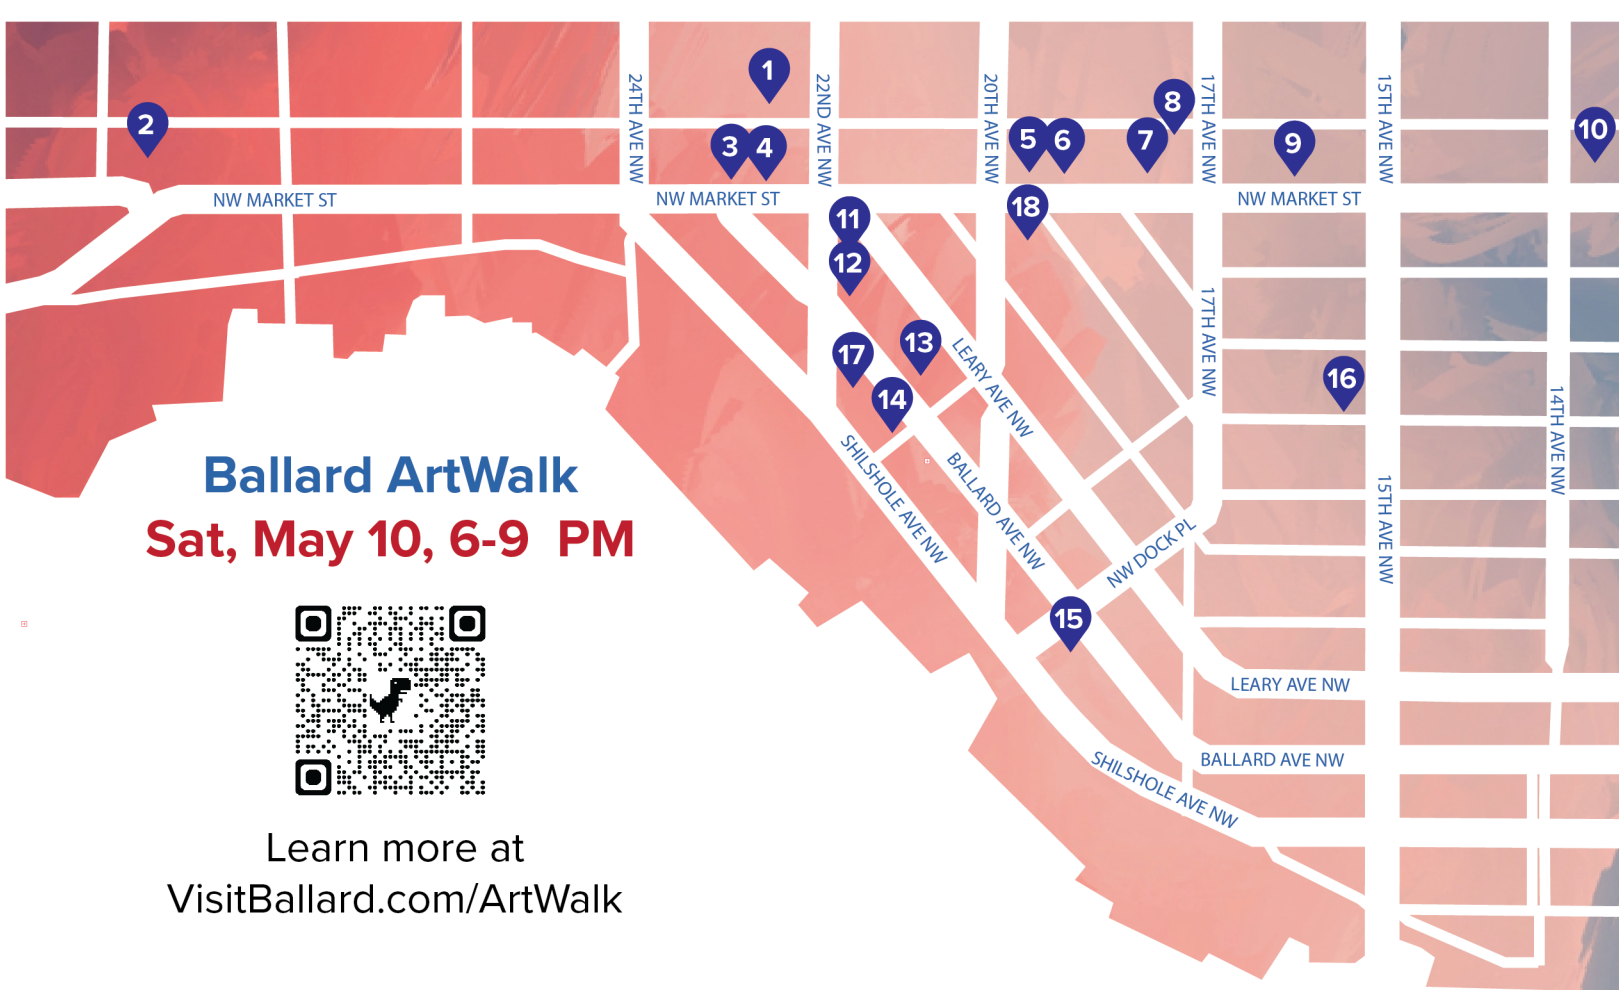 1
2
3
4
5
6
7
8
9
10
24TH AVE NW
22ND AVE NW
20TH AVE NW
17TH AVE NW
15TH AVE NW
NW MARKET ST
NW MARKET ST
NW MARKET ST
11
12
18
17
13
14
16
LEARY AVE NW
17TH AVE NW
14TH AVE NW
SHILSHOLE AVE NW
BALLARD AVE NW
15TH AVE NW
NW DOCK PL
15
LEARY AVE NW
BALLARD AVE NW
SHILSHOLE AVE NW
Ballard ArtWalk
Sat, May 10, 6-9 PM
Learn more at
VisitBallard.com/ArtWalk